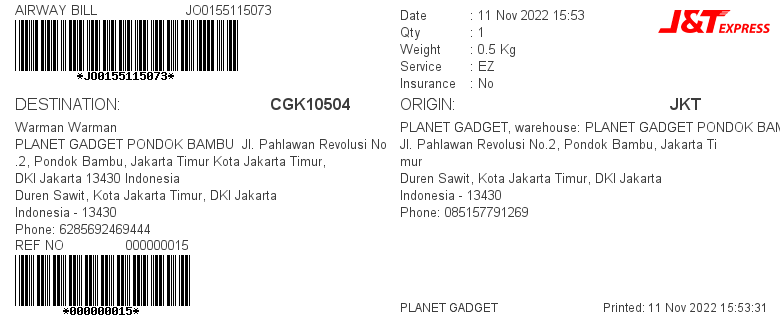 AIRWAY BILL JO0155115073
*JO0155115073*
Date : 11 Nov 2022 15:53
Qty : 1
Weight : 0.5 Kg
Service : EZ
Insurance : No
J&T EXPRESS
DESTINATION: CGK10504
Warman Warman
PLANET GADGET PONDOK BAMBU Jl. Pahlawan Revolusi No
.2, Pondok Bambu, Jakarta Timur Kota Jakarta Timur,
DKI Jakarta 13430 Indonesia
Duren Sawit, Kota Jakarta Timur, DKI Jakarta
Indonesia - 13430
Phone: 6285692469444
REF NO 000000015
*000000015*
ORIGIN: JKT
PLANET GADGET, warehouse: PLANET GADGET PONDOK BAM
Jl. Pahlawan Revolusi No.2, Pondok Bambu, Jakarta Ti
mur
Duren Sawit, Kota Jakarta Timur, DKI Jakarta
Indonesia - 13430
Phone: 085157791269
PLANET GADGET Printed: 11 Nov 2022 15:53:31